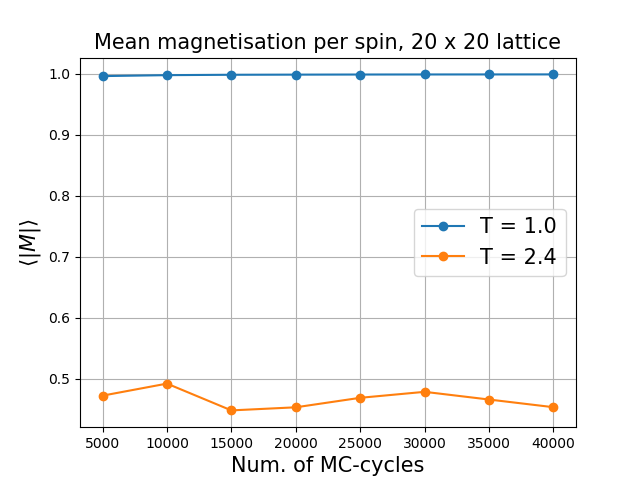 Mean magnetisation per spin, 20 x 20 lattice
1.0
0.9
0.8
0.7
0.6
0.5
⟨|M|⟩
T = 1.0
T = 2.4
5000 10000 15000 20000 25000 30000 35000 40000
Num. of MC-cycles